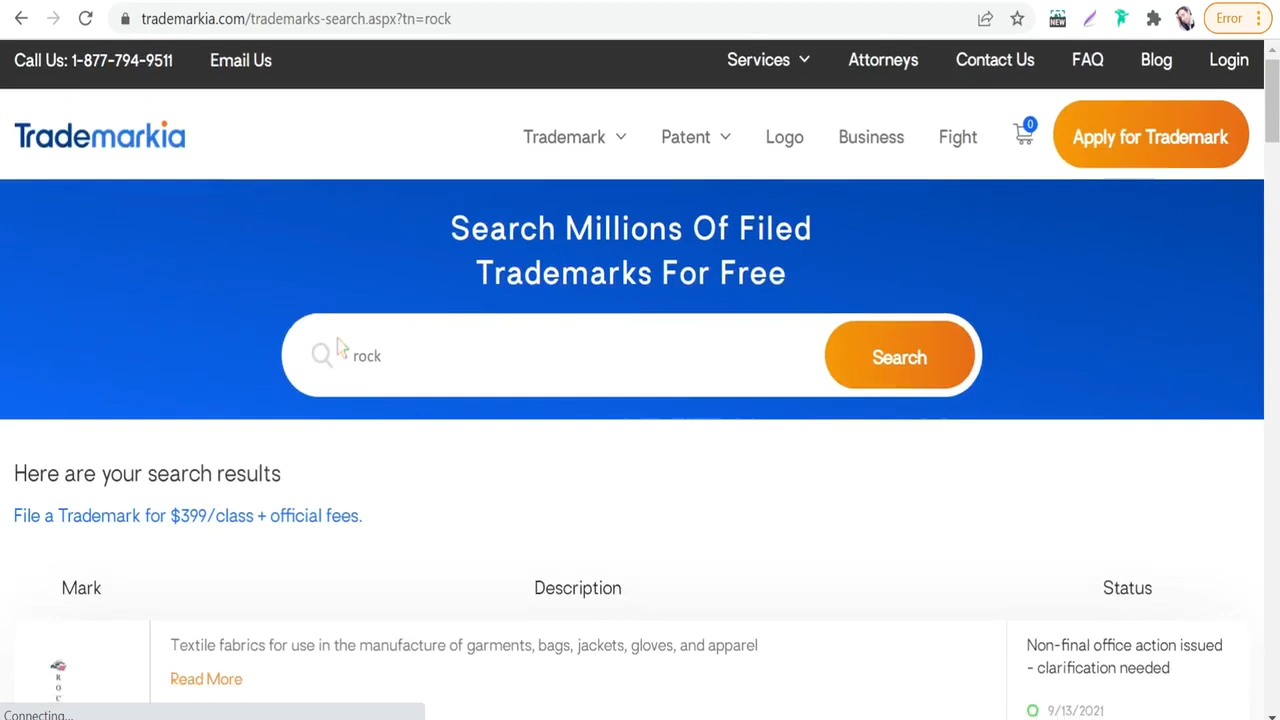 trademarkia.com/trademarks-search.aspx?tn=rock
NEW
Error
Call Us: 1-877-794-9511 Email Us Services Attorneys Contact Us FAQ Blog Login
Trademarkia Trademark Patent Logo Business Fight 0 Apply for Trademark
Search Millions Of Filed
Trademarks For Free
rock Search
Here are your search results
File a Trademark for $399/class + official fees.
Mark Description Status
Textile fabrics for use in the manufacture of garments, bags, jackets, gloves, and apparel
Read More
Non-final office action issued
- clarification needed
9/13/2021
R
O
C
Connecting...